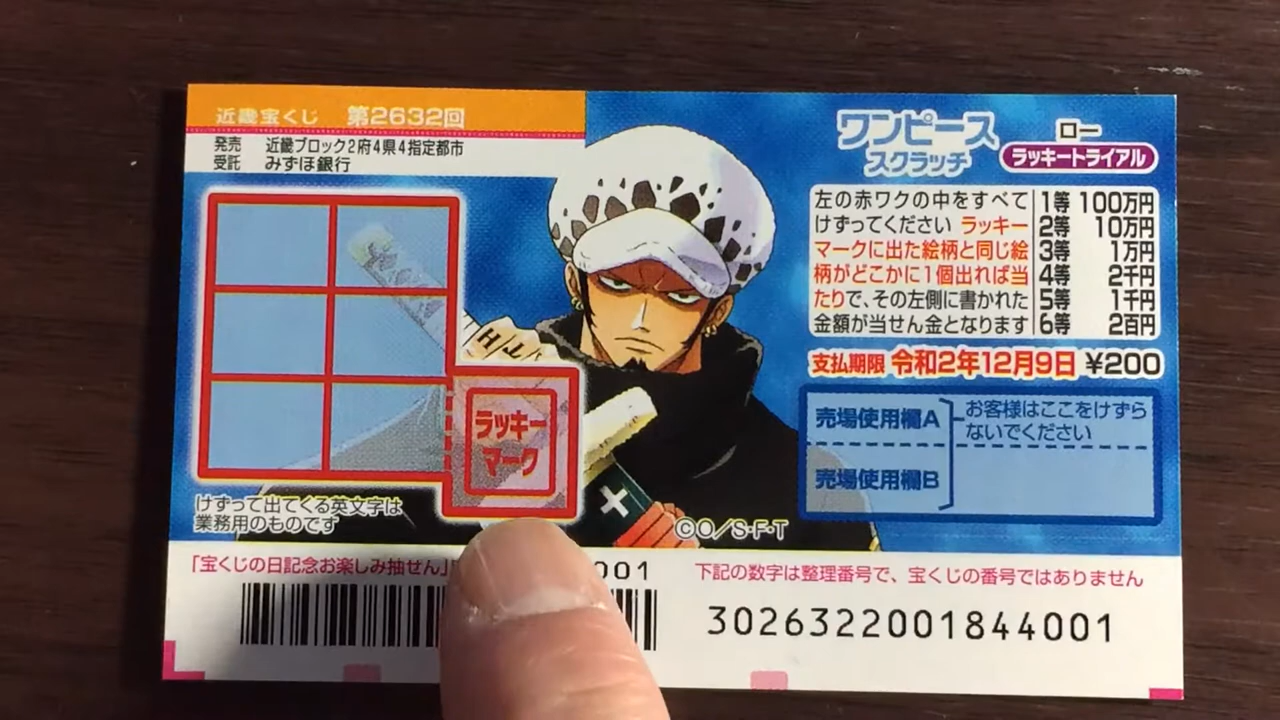 近畿宝くじ 第2632回
発売 近畿ブロック2府4県4指定都市
受託 みずほ銀行
ワンピース
スクラッチ
ロー
ラッキートライアル
左の赤ワクの中をすべて
けずってください ラッキー
マークに出た絵柄と同じ絵
柄がどこかに1個出れば当
たりで、その左側に書かれた
金額が当せん金となります
1等 100万円
2等 10万円
3等 1万円
4等 2千円
5等 1千円
6等 2百円
支払期限 令和2年12月9日 ¥200
ラッキー
マーク
売場使用欄A
売場使用欄B
お客様はここをけずら
ないでください
けずって出てくる英文字は
業務用のものです
©O/S・F・T
「宝くじの日記念お楽しみ抽せん」
001
下記の数字は整理番号で、宝くじの番号ではありません
30263220018440​01